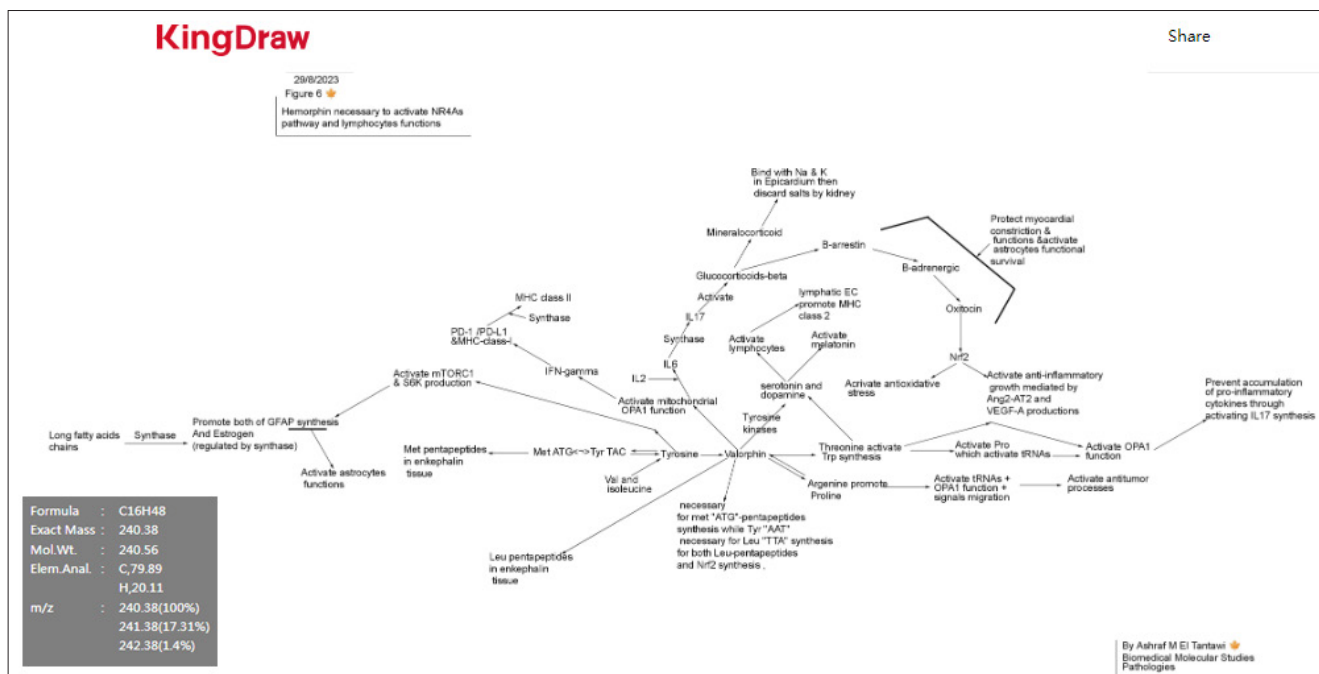 KingDraw
Share
29/8/2023
Figure 6
Hemorphin necessary to activate NR4As
pathway and lymphocytes functions
Bind with Na & K
in Epicardium then
discard salts by kidney
Mineralocorticoid
Glucocorticoids-beta
B-arrestin
B-adrenergic
Oxitocin
Protect myocardial
constriction &
functions &activate
astrocytes functional
survival
Activate
IL17
Synthase
IL6
IL2
MHC class II
Synthase
PD-1 /PD-L1
&MHC-class-I
IFN-gamma
Activate mitochondrial
OPA1 function
lymphatic EC
promote MHC
class 2
Activate
lymphocytes
Activate
melatonin
serotonin and
dopamine
Tyrosine
kinases
Nrf2
Acrivate antioxidative
stress
Activate anti-inflammatory
growth mediated by
Ang2-AT2 and
VEGF-A productions
Prevent accumulation
of pro-inflammatory
cytokines through
activating IL17 synthesis
Activate mTORC1
& S6K production
Long fatty acids
chains
Synthase
Promote both of GFAP synthesis
And Estrogen
(regulated by synthase)
Activate astrocytes
functions
Met pentapeptides
in enkephalin
tissue
Met ATG<~>Tyr TAC
Tyrosine
Valorphin
Val and
isoleucine
Threonine activate
Trp synthesis
Activate Pro
which activate tRNAs
Activate OPA1
function
Argenine promote
Proline
Activate tRNAs +
OPA1 function +
signals migration
Activate antitumor
processes
necessary
for met "ATG"-pentapeptides
synthesis while Tyr "AAT"
necessary for Leu "TTA" synthesis
for both Leu-pentapeptides
and Nrf2 synthesis .
Leu pentapeptides
in enkephalin
tissue
Formula : C16H48
Exact Mass : 240.38
Mol.Wt. : 240.56
Elem.Anal. : C,79.89
H,20.11
m/z : 240.38(100%)
241.38(17.31%)
242.38(1.4%)
By Ashraf M El Tantawi
Biomedical Molecular Studies
Pathologies